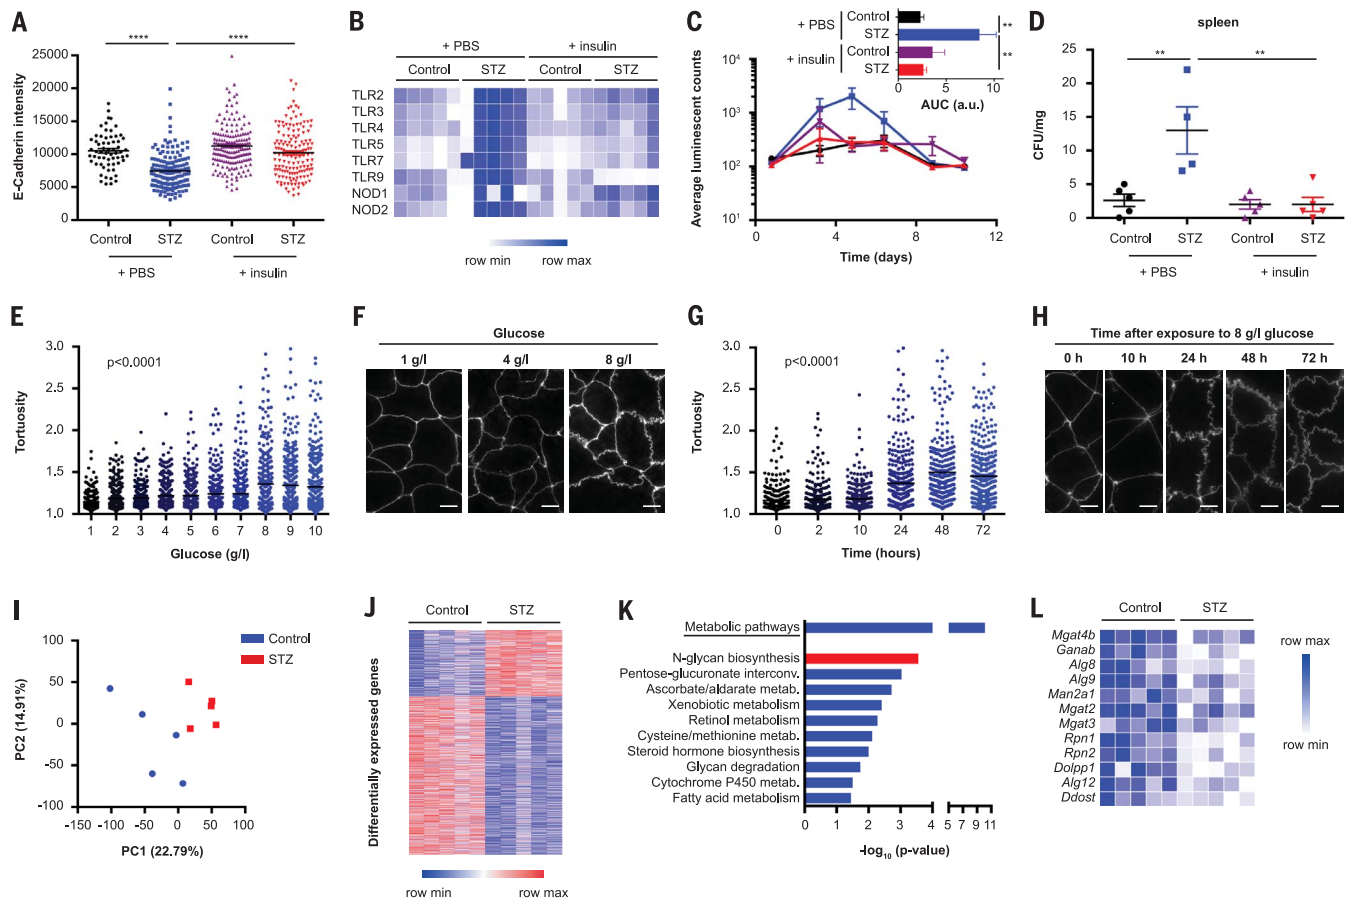 A
****
****
E-Cadherin intensity
25000
20000
15000
10000
5000
0
Control
STZ
Control
STZ
+ PBS
+ insulin
B
+ PBS
+ insulin
Control
STZ
Control
STZ
TLR2
TLR3
TLR4
TLR5
TLR7
TLR9
NOD1
NOD2
row min
row max
C
+ PBS
Control
STZ
+ insulin
Control
STZ
**
**
0
5
10
AUC (a.u.)
Average luminescent counts
10⁴
10³
10²
10¹
0
4
8
12
Time (days)
D
spleen
**
**
CFU/mg
25
20
15
10
5
0
Control
STZ
Control
STZ
+ PBS
+ insulin
E
p<0.0001
Tortuosity
3.0
2.5
2.0
1.5
1.0
1 2 3 4 5 6 7 8 9 10
Glucose (g/l)
F
Glucose
1 g/l
4 g/l
8 g/l
G
p<0.0001
Tortuosity
3.0
2.5
2.0
1.5
1.0
0 2 10 24 48 72
Time (hours)
H
Time after exposure to 8 g/l glucose
0 h
10 h
24 h
48 h
72 h
I
Control
STZ
PC2 (14.91%)
100
50
0
-50
-100
-150 -100 -50 0 50 100
PC1 (22.79%)
J
Control
STZ
Differentially expressed genes
row min
row max
K
Metabolic pathways
N-glycan biosynthesis
Pentose-glucuronate interconv.
Ascorbate/aldarate metab.
Xenobiotic metabolism
Retinol metabolism
Cysteine/methionine metab.
Steroid hormone biosynthesis
Glycan degradation
Cytochrome P450 metab.
Fatty acid metabolism
0 1 2 3 4 5 7 9 11
-log₁₀ (p-value)
L
Control
STZ
Mgat4b
Ganab
Alg8
Alg9
Man2a1
Mgat2
Mgat3
Rpn1
Rpn2
Dolpp1
Alg12
Ddost
row max
row min